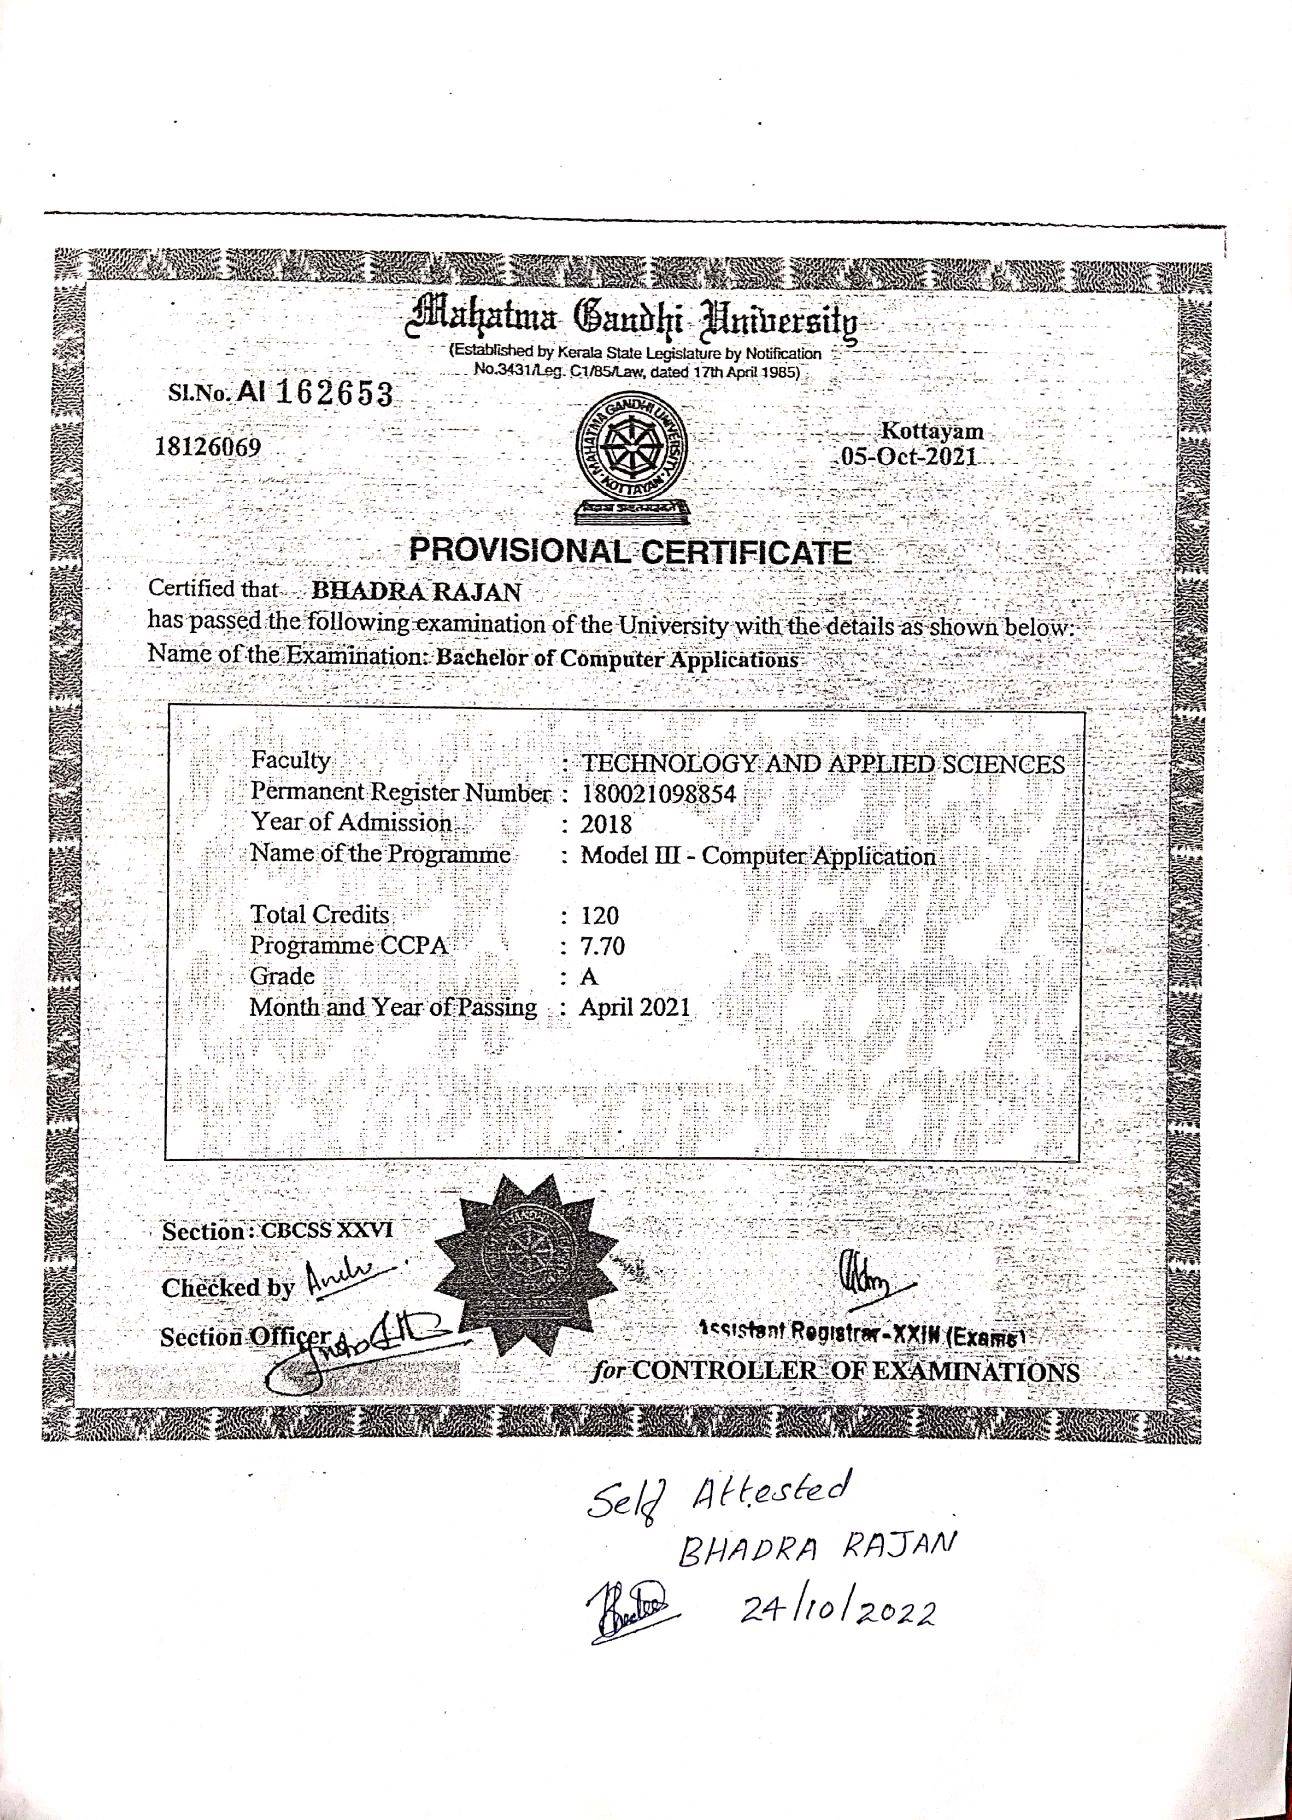 Mahatma Gandhi University
(Established by Kerala State Legislature by Notification
No.3431/Leg. C1/85/Law, dated 17th April 1985)
Sl.No. AI 162653
18126069
Kottayam
05-Oct-2021
MAHATMA GANDHI UNIVERSITY
KOTTAYAM
PROVISIONAL CERTIFICATE
Certified that BHADRA RAJAN
has passed the following examination of the University with the details as shown below:
Name of the Examination: Bachelor of Computer Applications
Faculty : TECHNOLOGY AND APPLIED SCIENCES
Permanent Register Number : 180021098854
Year of Admission : 2018
Name of the Programme : Model III - Computer Application
Total Credits : 120
Programme CCPA : 7.70
Grade : A
Month and Year of Passing : April 2021
Section : CBCSS XXVI
Checked by
Section Officer
Assistant Registrar-XXIII (Exams)
for CONTROLLER OF EXAMINATIONS
Self Attested
BHADRA RAJAN
24/10/2022